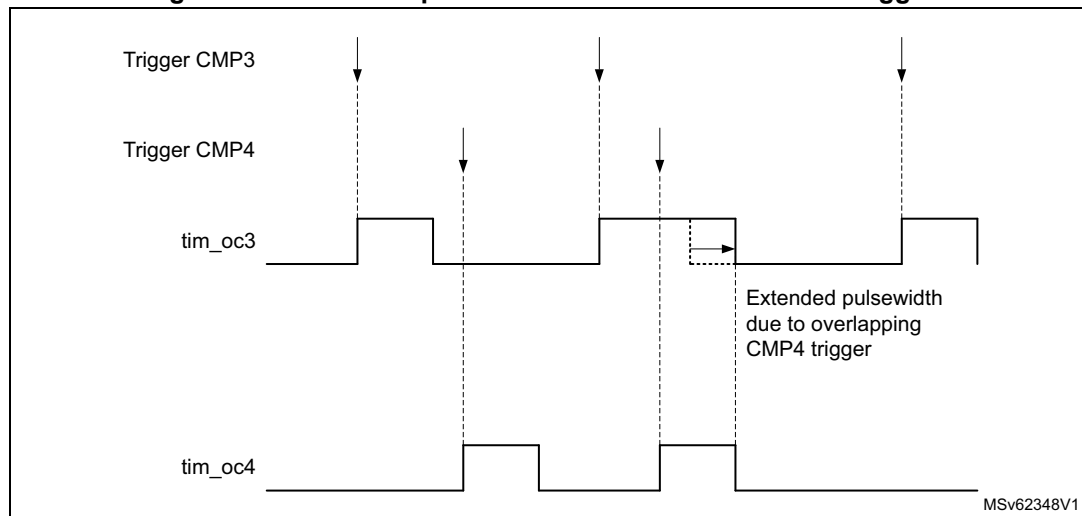 Trigger CMP3
Trigger CMP4
tim_oc3
Extended pulsewidth
due to overlapping
CMP4 trigger
tim_oc4
MSv62348V1